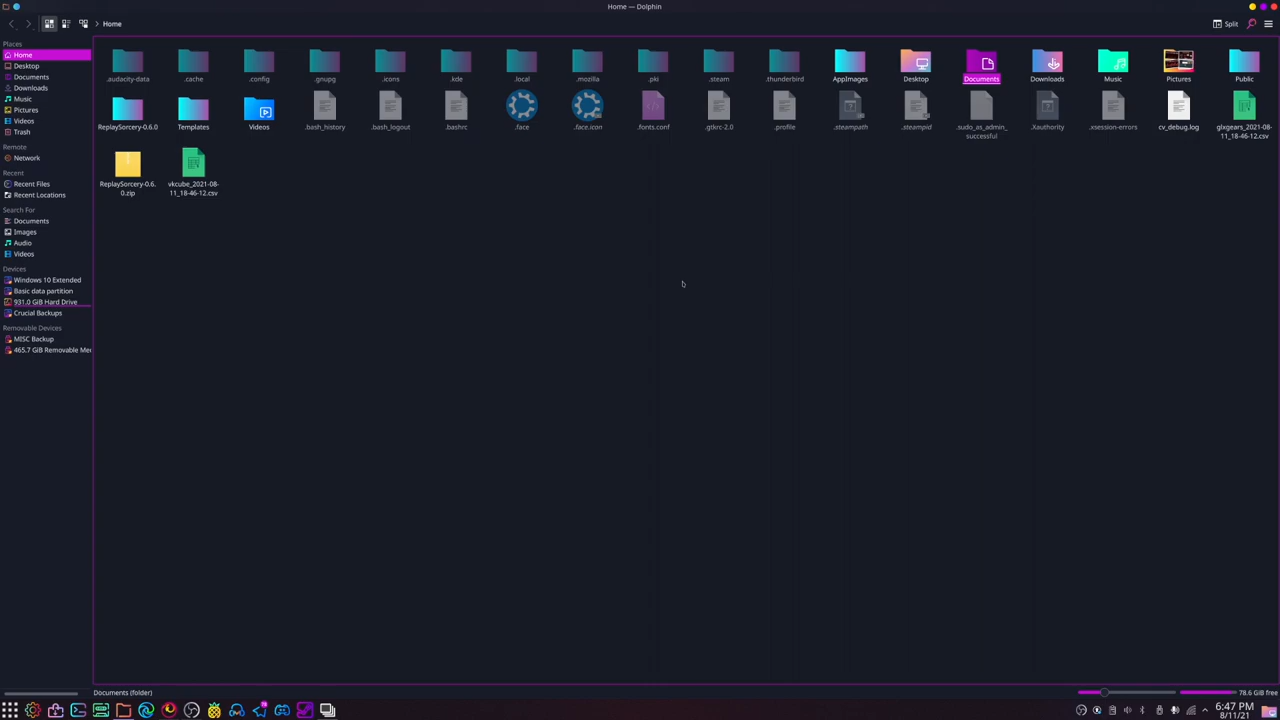 Home — Dolphin
Home
Split
Places
Home
Desktop
Documents
Downloads
Music
Pictures
Videos
Trash
Remote
Network
Recent
Recent Files
Recent Locations
Search For
Documents
Images
Audio
Videos
Devices
Windows 10 Extended
Basic data partition
931.0 GiB Hard Drive
Crucial Backups
Removable Devices
MISC Backup
465.7 GiB Removable Me
.audacity-data
.cache
.config
.gnupg
.icons
.kde
.local
.mozilla
.pki
.steam
.thunderbird
AppImages
Desktop
Documents
Downloads
Music
Pictures
Public
ReplaySorcery-0.6.0
Templates
Videos
.bash_history
.bash_logout
.bashrc
.face
.face.icon
.fonts.conf
.gtkrc-2.0
.profile
.steampath
.steampid
.sudo_as_admin_
successful
.Xauthority
.xsession-errors
cv_debug.log
glxgears_2021-08-
11_18-46-12.csv
ReplaySorcery-0.6.
0.zip
vkcube_2021-08-
11_18-46-12.csv
Documents (folder)
78.6 GiB free
6:47 PM
8/11/21